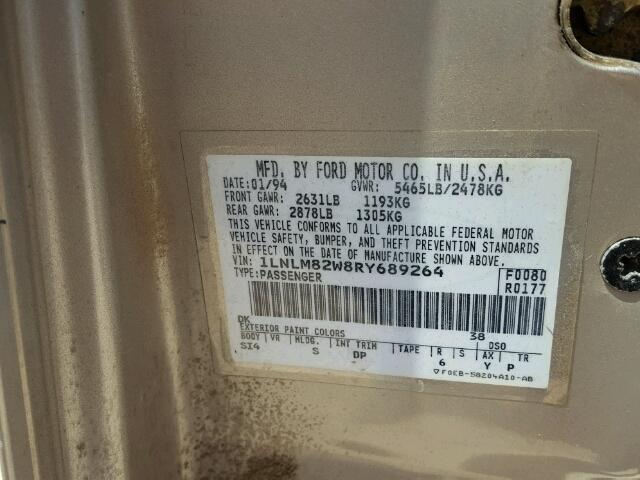 MFD. BY FORD MOTOR CO. IN U.S.A.
DATE: 01/94 GVWR: 5465LB/2478KG
FRONT GAWR: 2631LB 1193KG
REAR GAWR: 2878LB 1305KG
THIS VEHICLE CONFORMS TO ALL APPLICABLE FEDERAL MOTOR
VEHICLE SAFETY, BUMPER, AND THEFT PREVENTION STANDARDS
IN EFFECT ON THE DATE OF MANUFACTURE SHOWN ABOVE.
VIN: 1LNLM82W8RY689264 F0080
TYPE: PASSENGER R0177
DK 38
EXTERIOR PAINT COLORS DSO
BODY VR MLDG. INT TRIM TAPE R S AX TR
SI4 S DP 6 Y P
▽F0EB-58204A10-AB